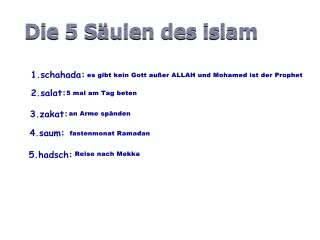 Die 5 Säulen des islam
1.schahada: es gibt kein Gott außer ALLAH und Mohamed ist der Prophet
2.salat: 5 mal am Tag beten
3.zakat: an Arme spänden
4.saum: fastenmonat Ramadan
5.hadsch: Reise nach Mekka